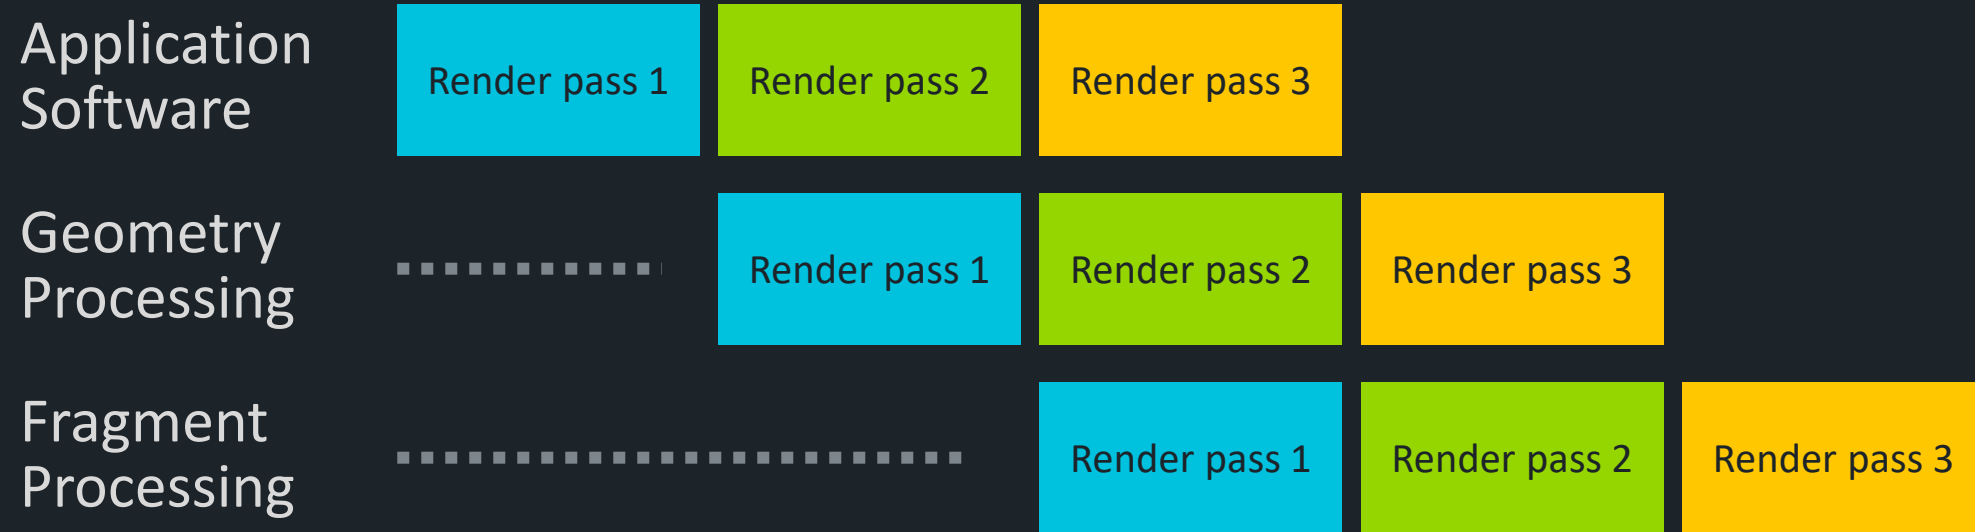 Application
Software
Render pass 1
Render pass 2
Render pass 3
Geometry
Processing
Render pass 1
Render pass 2
Render pass 3
Fragment
Processing
Render pass 1
Render pass 2
Render pass 3